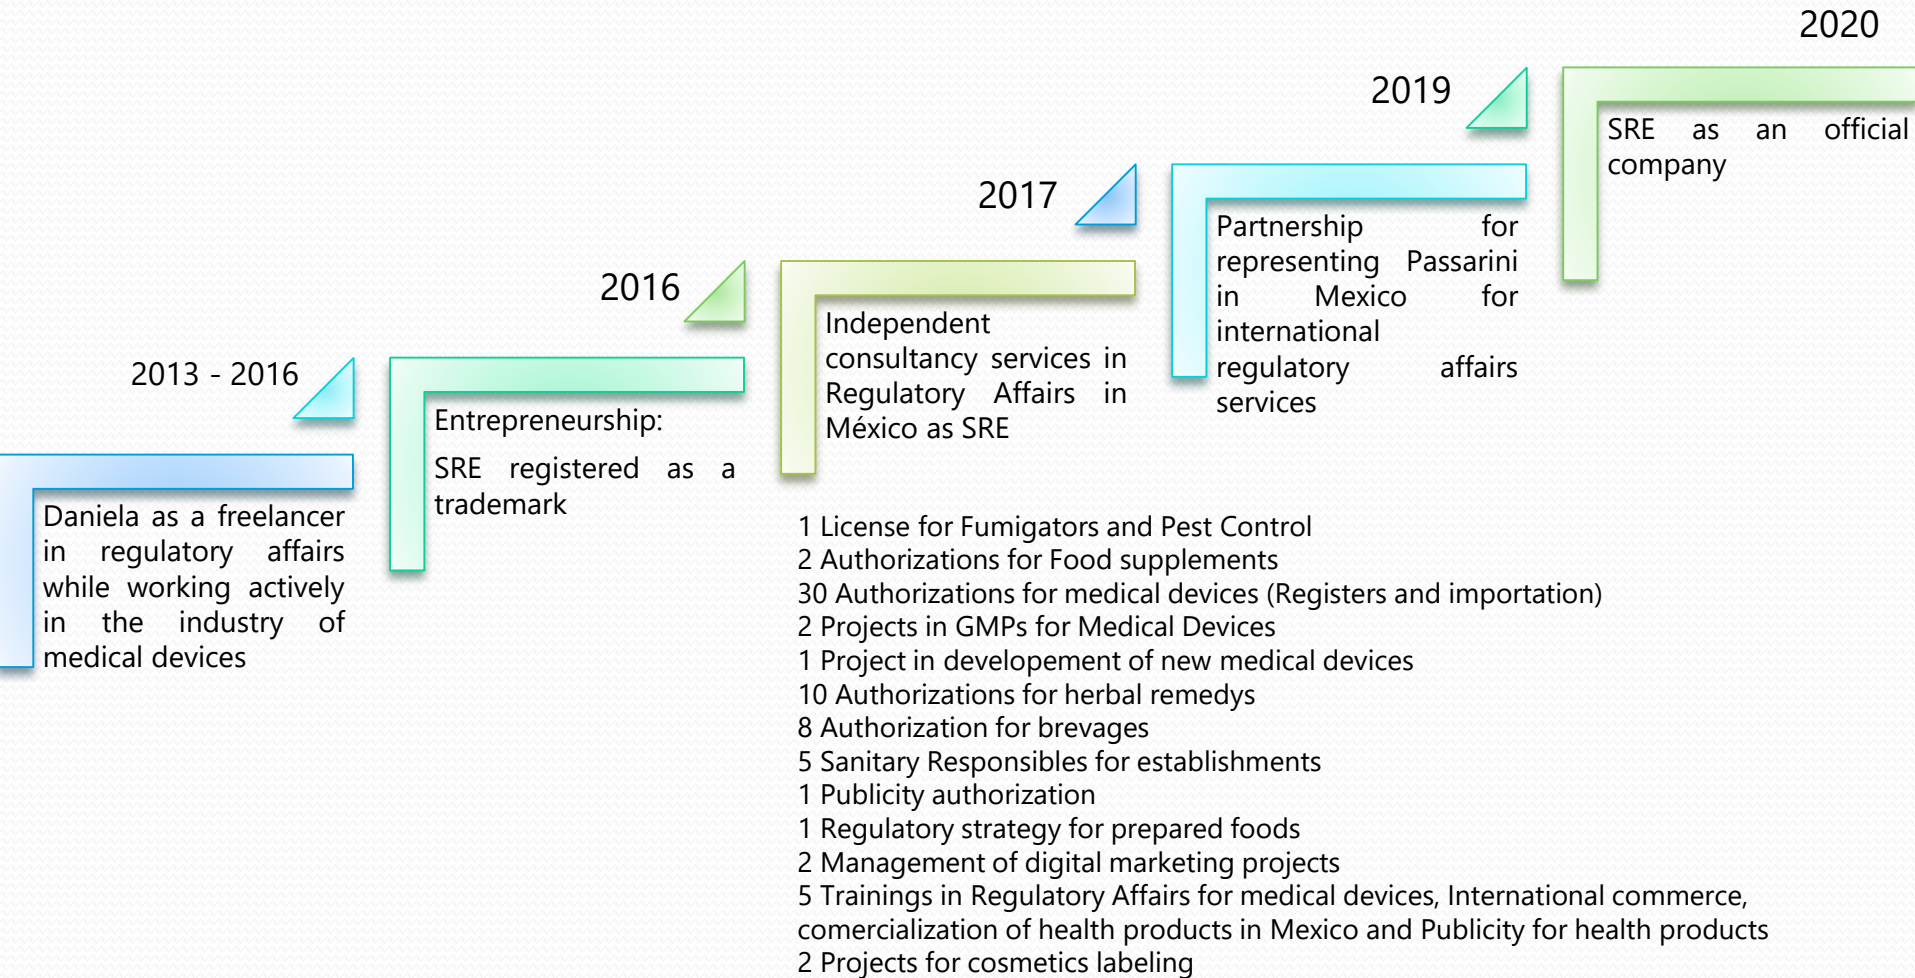 2013 - 2016
Daniela as a freelancer
in regulatory affairs
while working actively
in the industry of
medical devices
2016
Entrepreneurship:
SRE registered as a
trademark
2017
Independent
consultancy services in
Regulatory Affairs in
México as SRE
2019
Partnership for
representing Passarini
in Mexico for
international
regulatory affairs
services
2020
SRE as an official
company
1 License for Fumigators and Pest Control
2 Authorizations for Food supplements
30 Authorizations for medical devices (Registers and importation)
2 Projects in GMPs for Medical Devices
1 Project in developement of new medical devices
10 Authorizations for herbal remedys
8 Authorization for brevages
5 Sanitary Responsibles for establishments
1 Publicity authorization
1 Regulatory strategy for prepared foods
2 Management of digital marketing projects
5 Trainings in Regulatory Affairs for medical devices, International commerce,
comercialization of health products in Mexico and Publicity for health products
2 Projects for cosmetics labeling